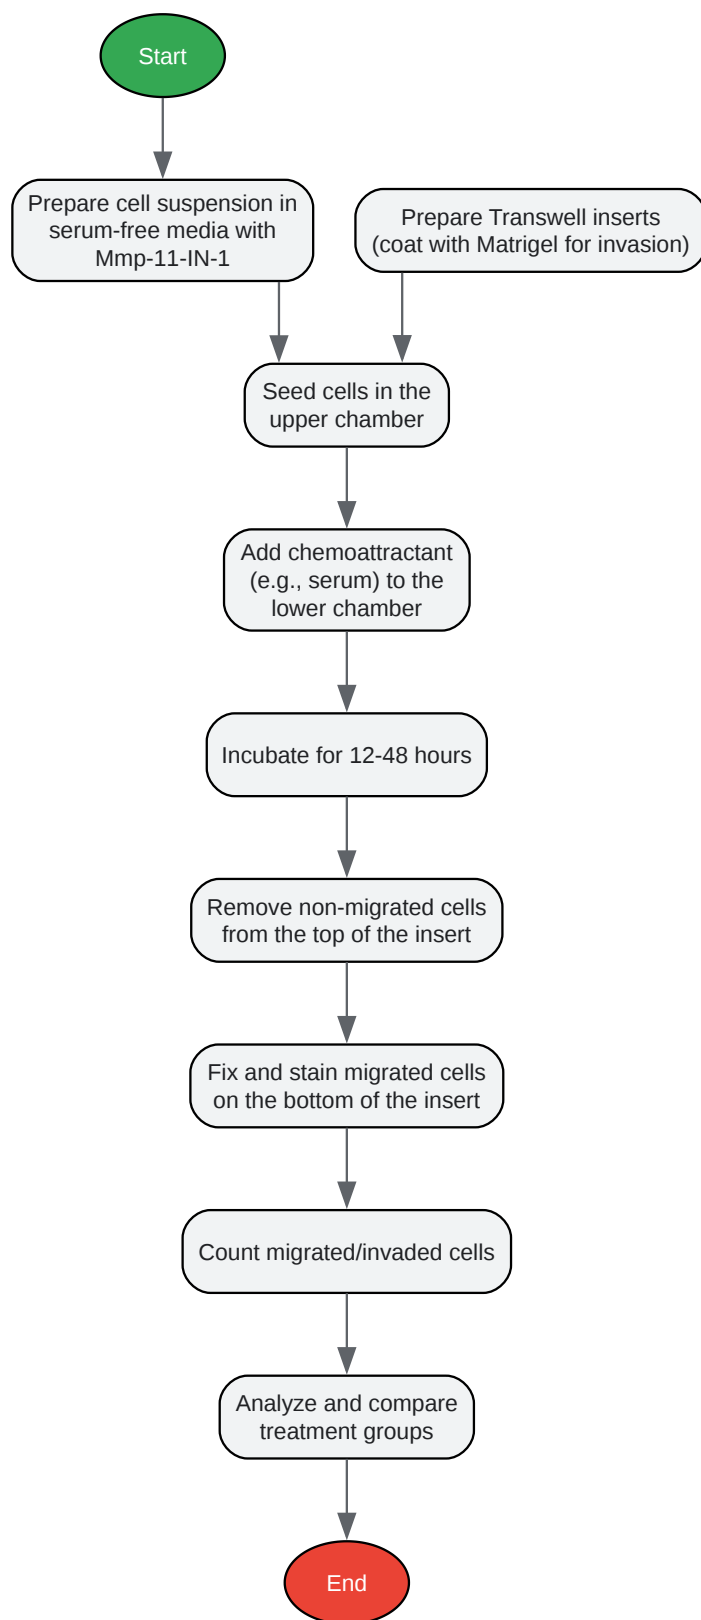 Start
Prepare cell suspension in
serum-free media with
Mmp-11-IN-1
Prepare Transwell inserts
(coat with Matrigel for invasion)
Seed cells in the
upper chamber
Add chemoattractant
(e.g., serum) to the
lower chamber
Incubate for 12-48 hours
Remove non-migrated cells
from the top of the insert
Fix and stain migrated cells
on the bottom of the insert
Count migrated/invaded cells
Analyze and compare
treatment groups
End